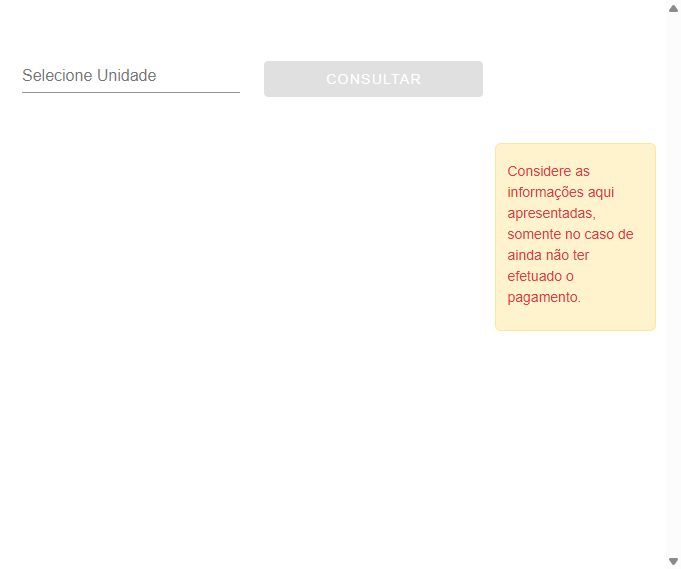 Selecione Unidade
CONSULTAR
Considere as
informações aqui
apresentadas,
somente no caso de
ainda não ter
efetuado o
pagamento.